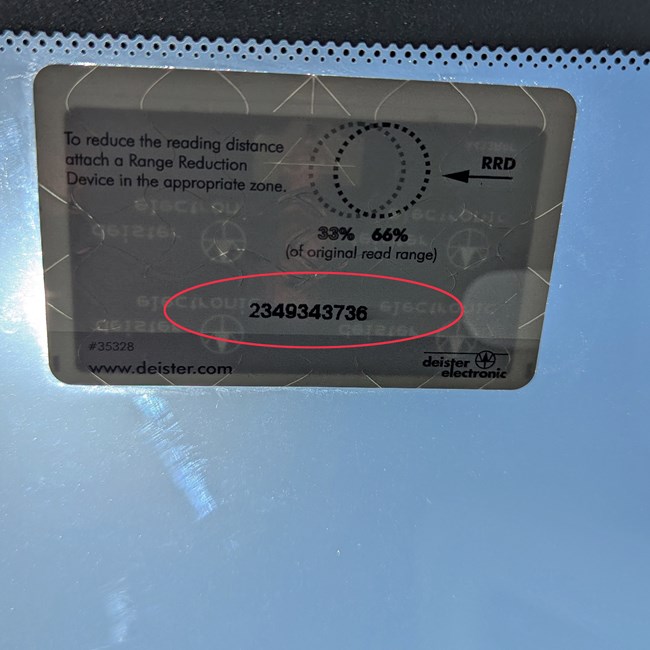 To reduce the reading distance
attach a Range Reduction
Device in the appropriate zone.
RRD
33% 66%
(of original read range)
2349343736
#35328
www.deister.com
deister
electronic